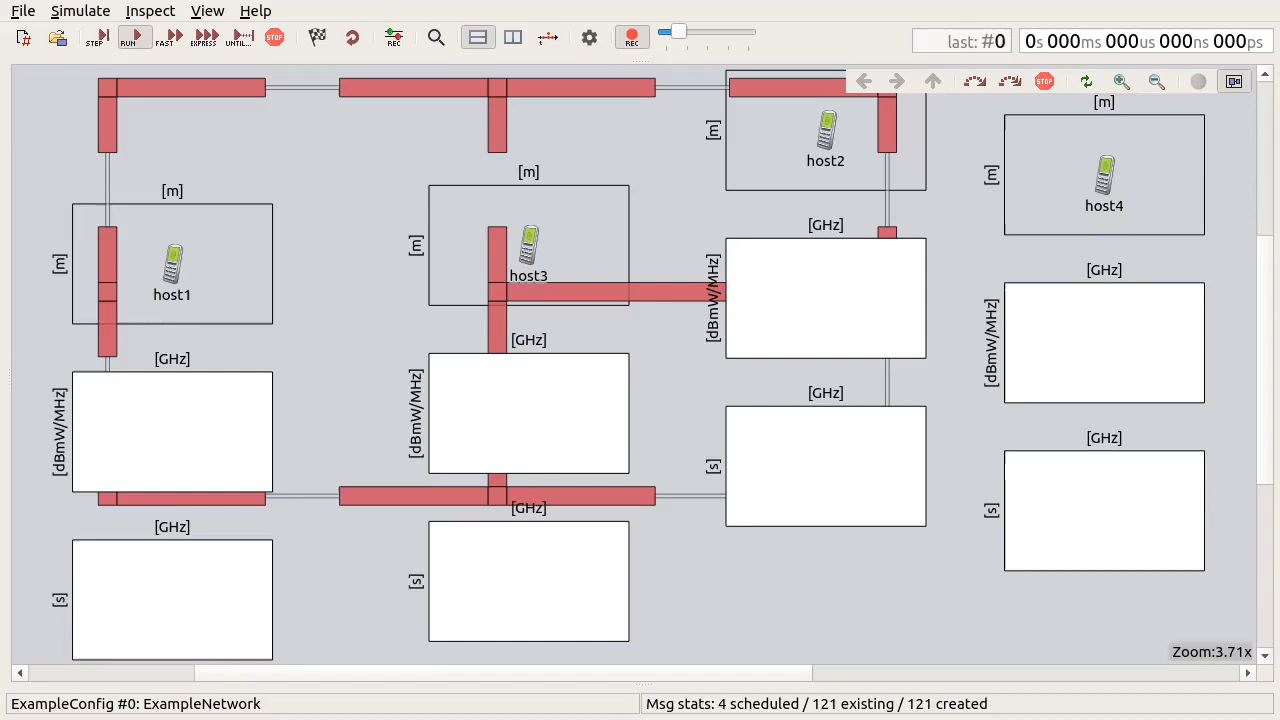 File Simulate Inspect View Help
STEP RUN FAST EXPRESS UNTIL... STOP REC REC
last: #0
0s 000ms 000us 000ns 000ps
STOP
[m]
[m]
host2
[m]
[m]
host4
[m]
[m]
host1
[m]
[m]
host3
[GHz]
[dBmW/MHz]
[GHz]
[dBmW/MHz]
[GHz]
[dBmW/MHz]
[GHz]
[dBmW/MHz]
[GHz]
[s]
[GHz]
[s]
[GHz]
[s]
[GHz]
[s]
Zoom:3.71x
ExampleConfig #0: ExampleNetwork
Msg stats: 4 scheduled / 121 existing / 121 created